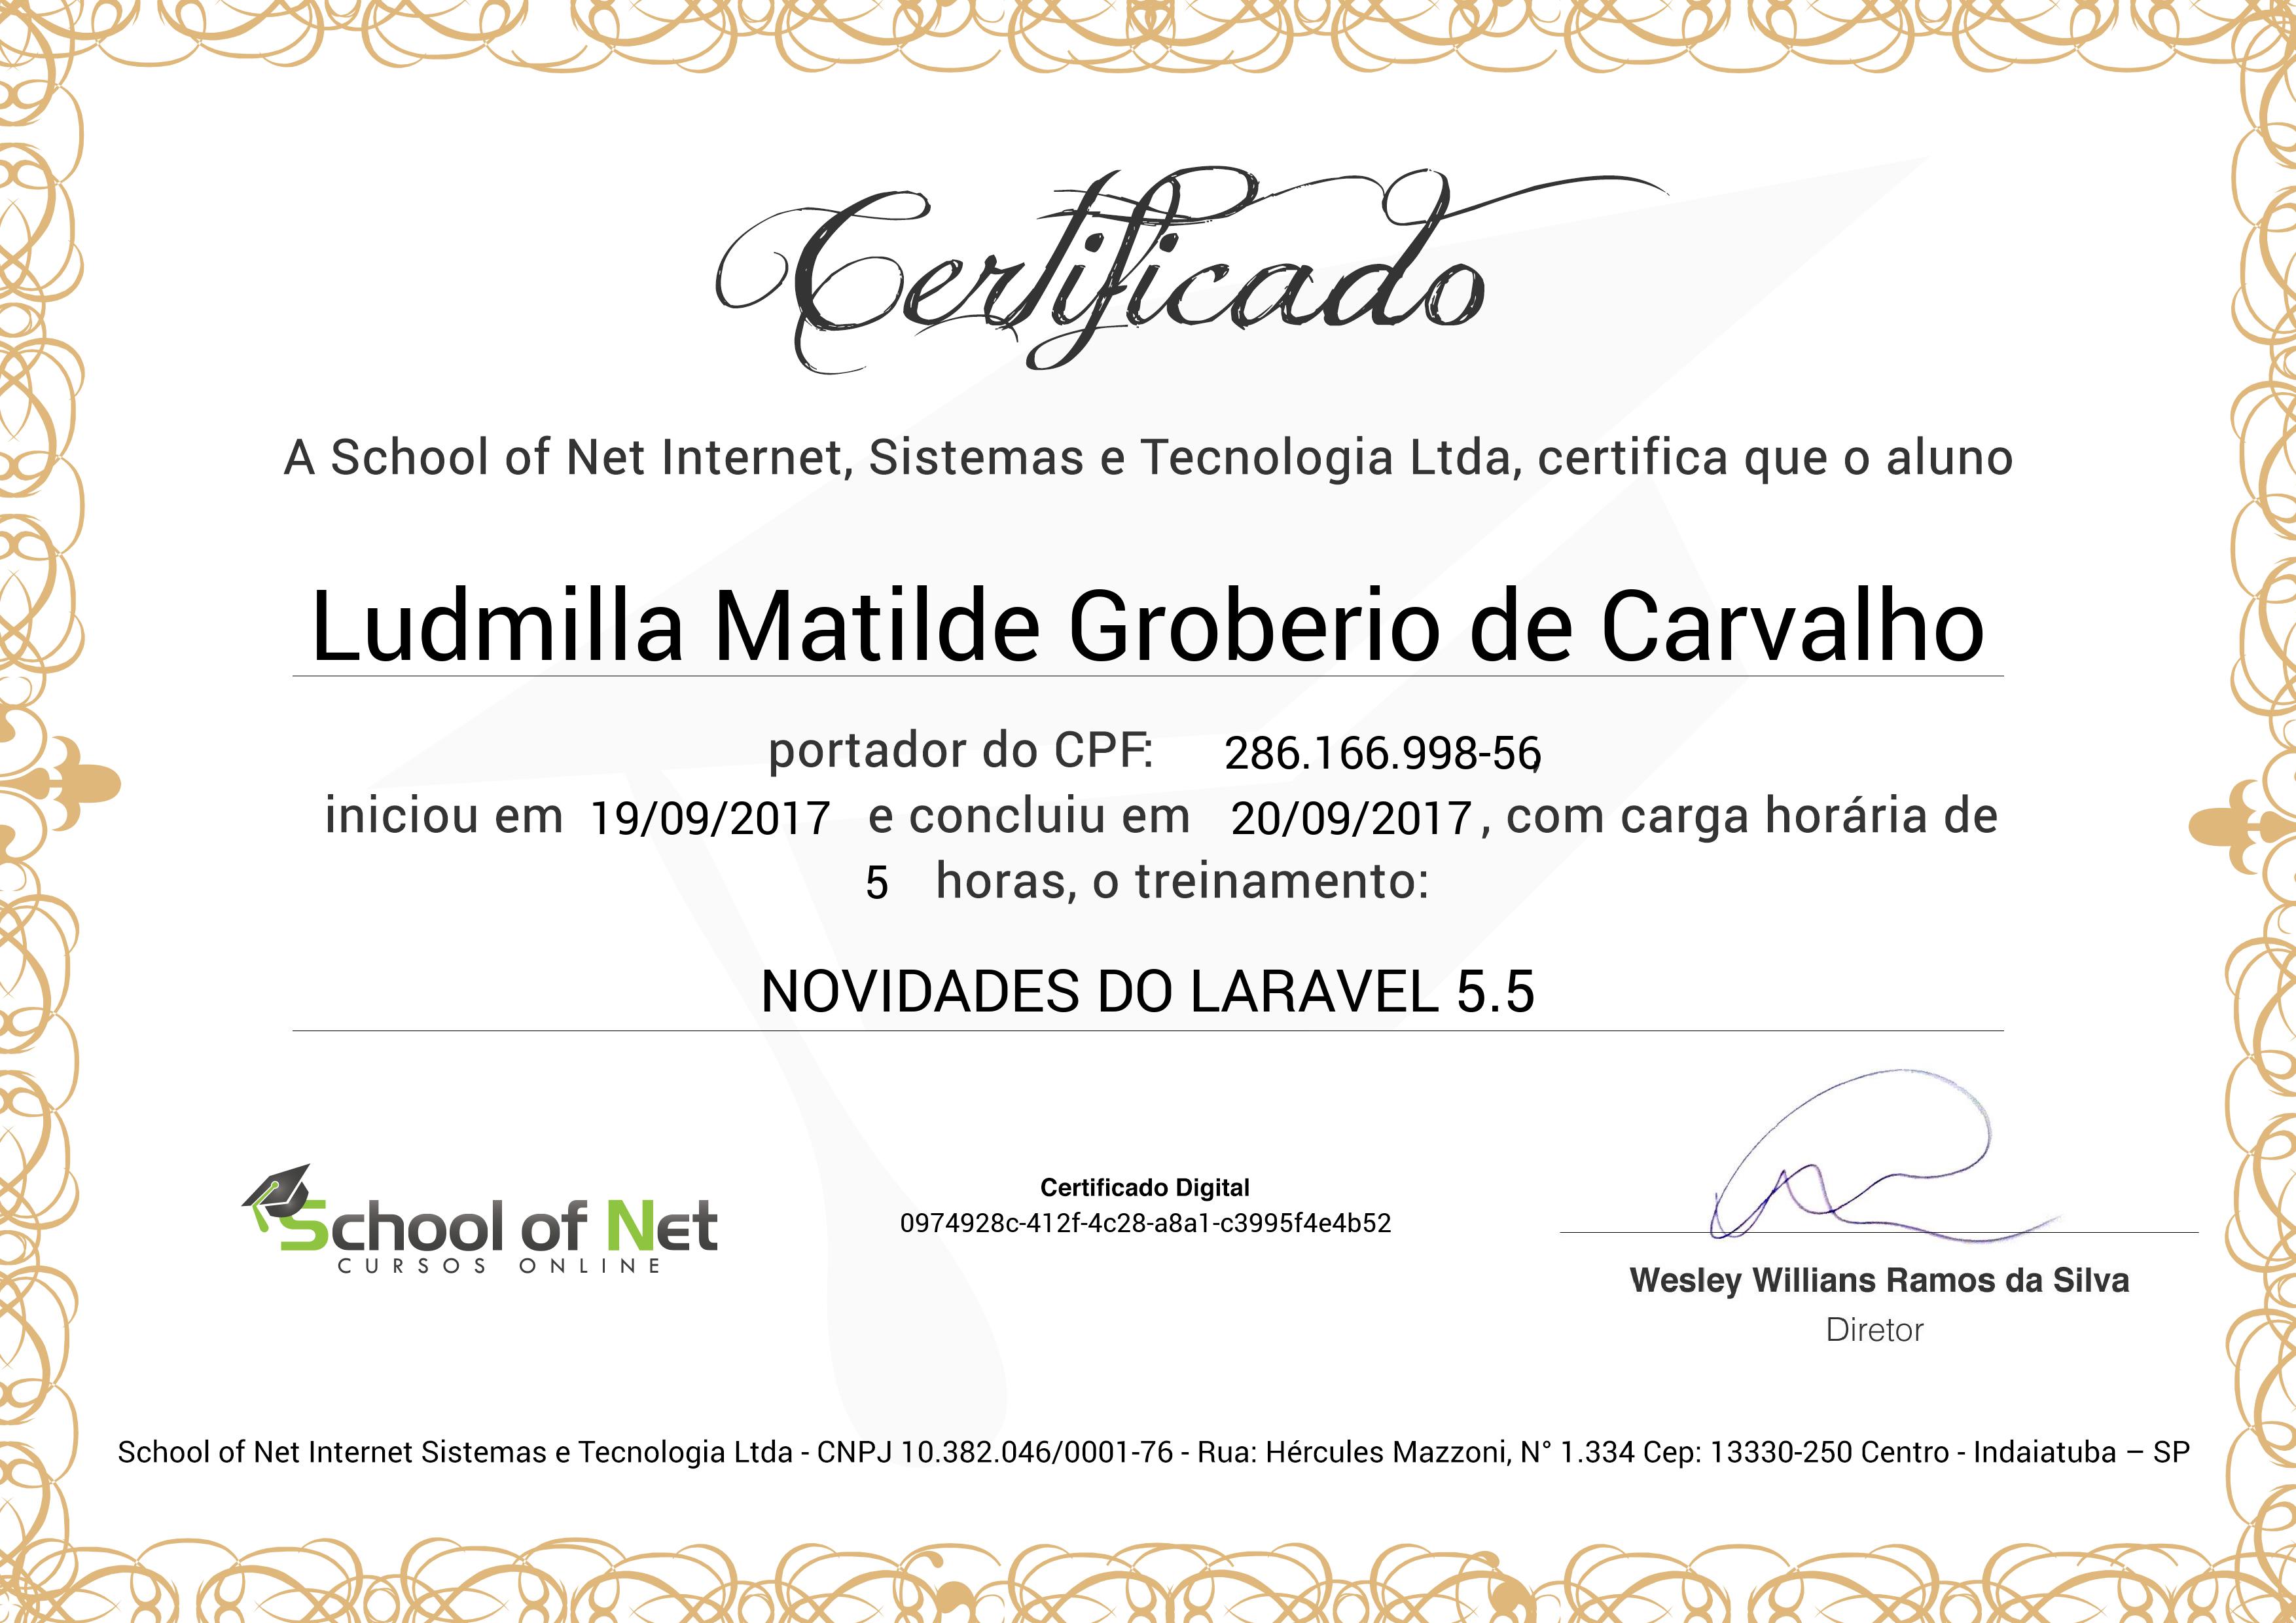 Certificado
A School of Net Internet, Sistemas e Tecnologia Ltda, certifica que o aluno
Ludmilla Matilde Groberio de Carvalho
portador do CPF: 286.166.998-56,
iniciou em 19/09/2017 e concluiu em 20/09/2017, com carga horária de
5 horas, o treinamento:
NOVIDADES DO LARAVEL 5.5
School of Net
CURSOS ONLINE
Certificado Digital
0974928c-412f-4c28-a8a1-c3995f4e4b52
Wesley Willians Ramos da Silva
Diretor
School of Net Internet Sistemas e Tecnologia Ltda - CNPJ 10.382.046/0001-76 - Rua: Hércules Mazzoni, N° 1.334 Cep: 13330-250 Centro - Indaiatuba – SP